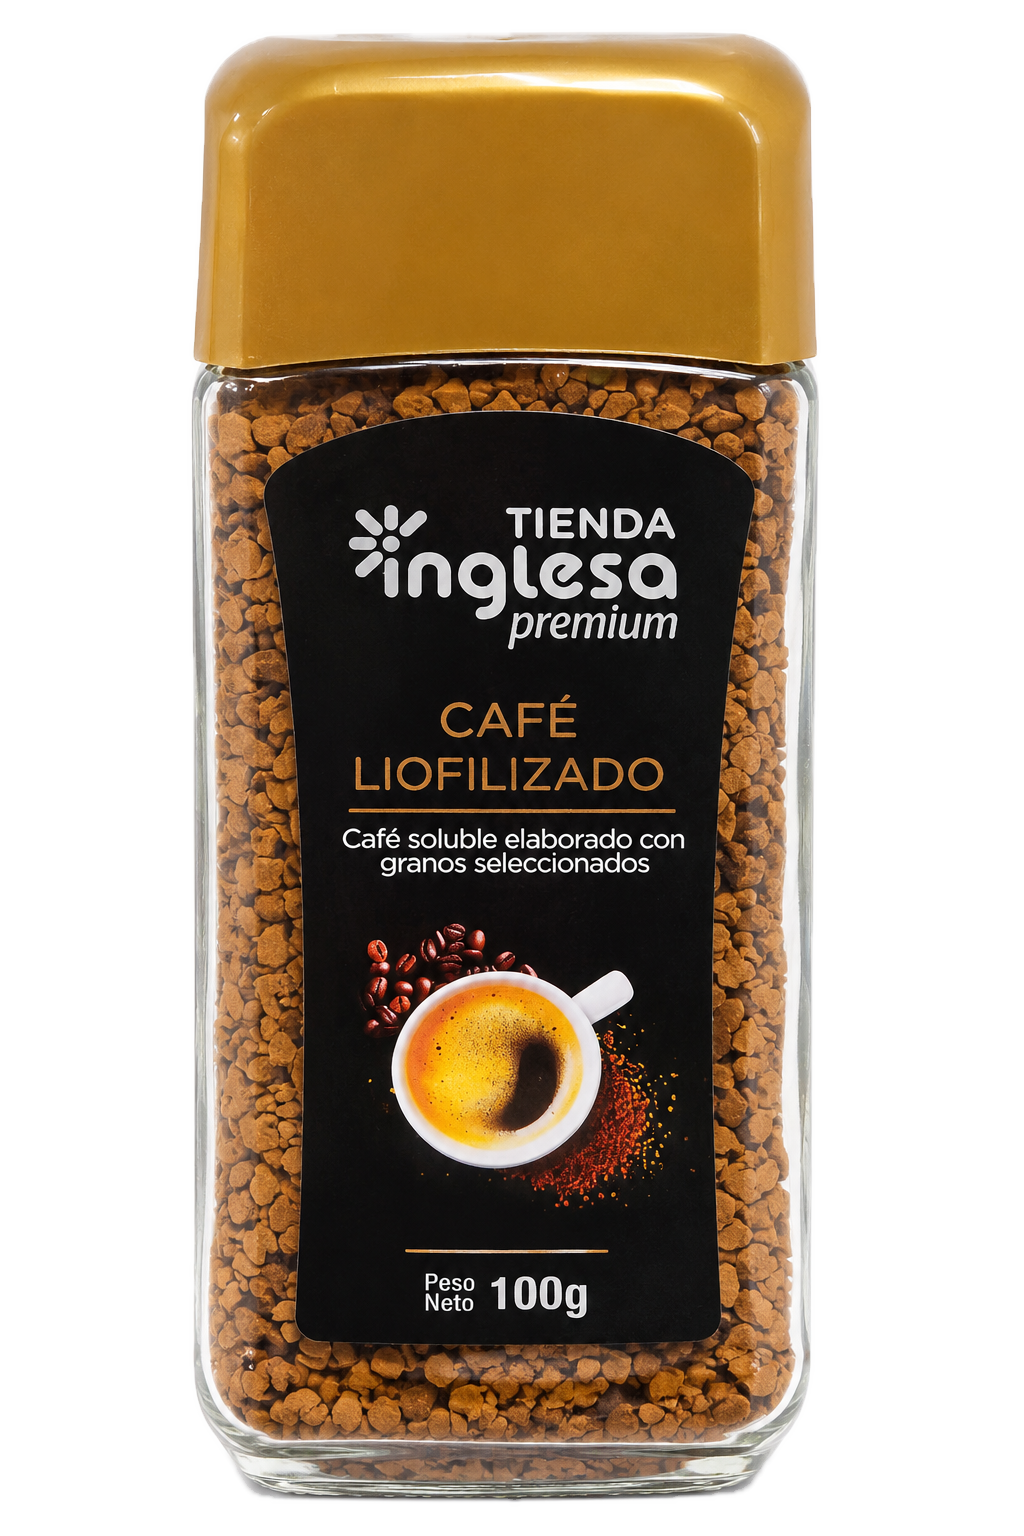 TIENDA
inglesa
premium
CAFÉ
LIOFILIZADO
Café soluble elaborado con
granos seleccionados
Peso
Neto 100g